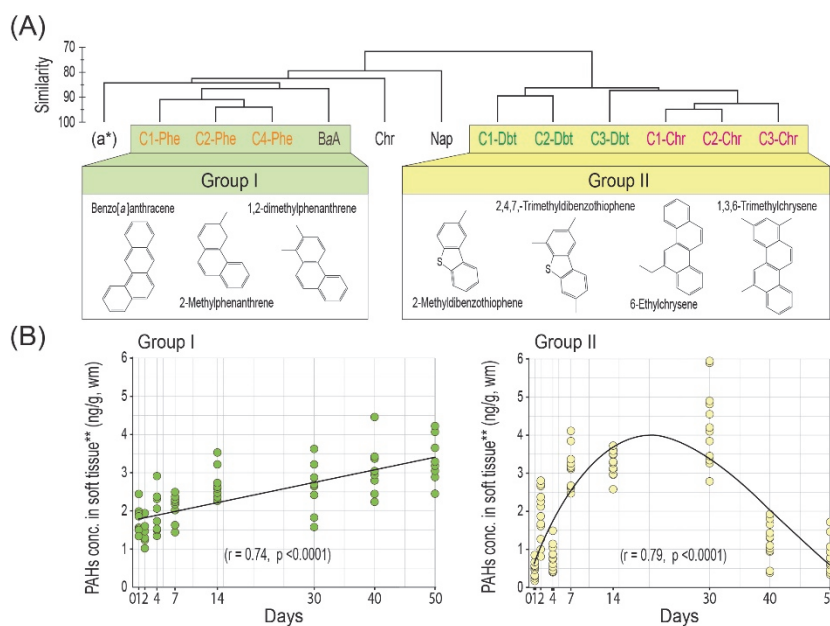 (A)
Similarity
70
80
90
100
(a*) C1-Phe C2-Phe C4-Phe BaA Chr Nap C1-Dbt C2-Dbt C3-Dbt C1-Chr C2-Chr C3-Chr
Group I
Benzo[a]anthracene
1,2-dimethylphenanthrene
2-Methylphenanthrene
Group II
2,4,7,-Trimethyldibenzothiophene
1,3,6-Trimethylchrysene
S
S
2-Methyldibenzothiophene
6-Ethylchrysene
(B)
Group I
PAHs conc. in soft tissue** (ng/g, wm)
6
5
4
3
2
1
0
(r = 0.74, p <0.0001)
0 1 2 4 7 14 30 40 50
Days
Group II
PAHs conc. in soft tissue** (ng/g, wm)
6
5
4
3
2
1
0
(r = 0.79, p <0.0001)
0 1 2 4 7 14 30 40
Days